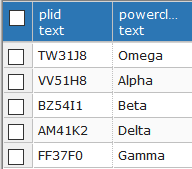 plid powercl...
text text
TW31J8 Omega
VV51H8 Alpha
BZ54I1 Beta
AM41K2 Delta
FF37F0 Gamma